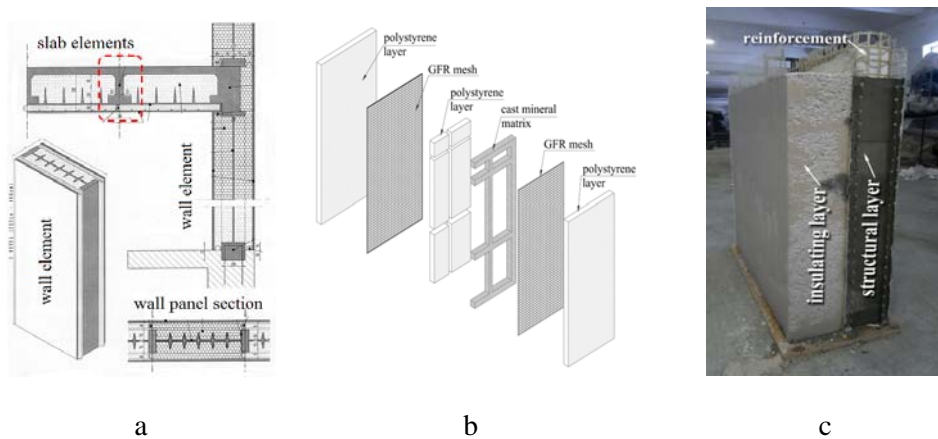 slab elements
wall element
wall element
wall panel section
polystyrene
layer
GFR mesh
polystyrene
layer
cast mineral
matrix
GFR mesh
polystyrene
layer
reinforcement
insulating layer
structural layer
a
b
c